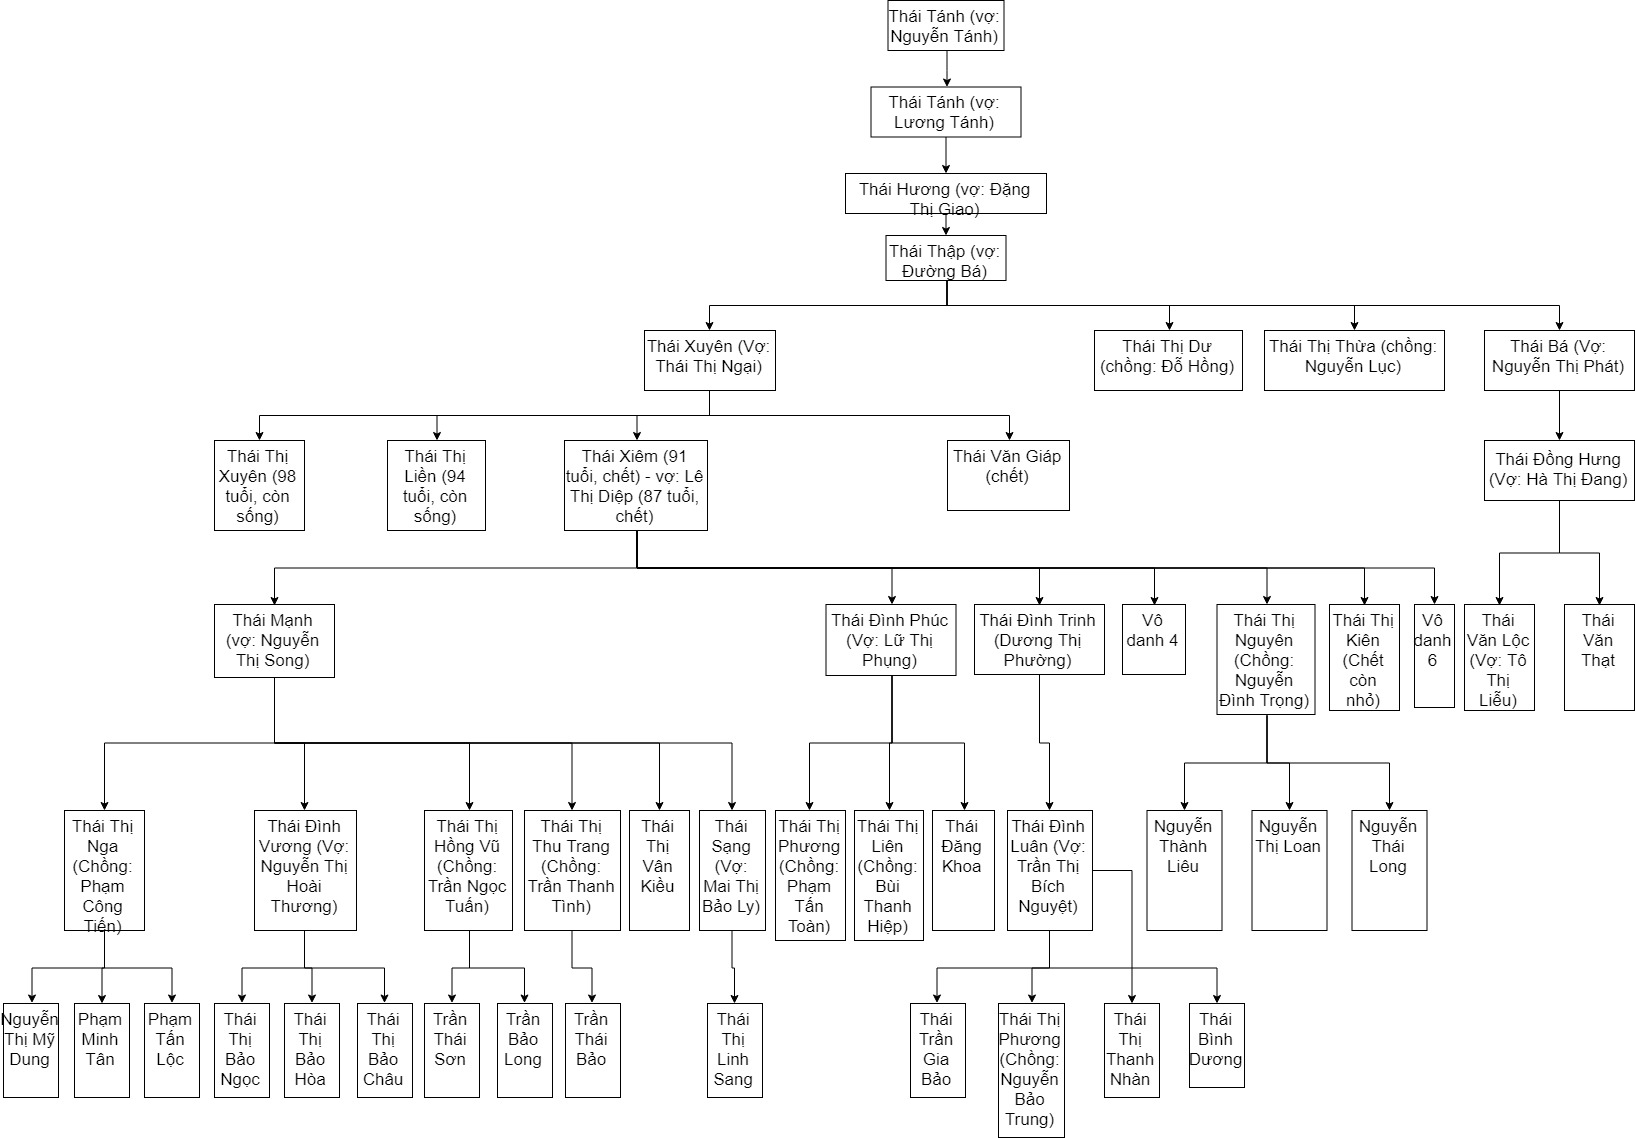 Thái Tánh (vợ:
Nguyễn Tánh)
Thái Tánh (vợ:
Lương Tánh)
Thái Hương (vợ: Đặng
Thị Giao)
Thái Thập (vợ:
Đường Bá)
Thái Xuyên (Vợ:
Thái Thị Ngại)
Thái Thị Dư
(chồng: Đỗ Hồng)
Thái Thị Thừa (chồng:
Nguyễn Lục)
Thái Bá (Vợ:
Nguyễn Thị Phát)
Thái Thị
Xuyên (98
tuổi, còn
sống)
Thái Thị
Liền (94
tuổi, còn
sống)
Thái Xiêm (91
tuổi, chết) - vợ: Lê
Thị Diệp (87 tuổi,
chết)
Thái Văn Giáp
(chết)
Thái Đồng Hưng
(Vợ: Hà Thị Đang)
Thái Mạnh
(vợ: Nguyễn
Thị Song)
Thái Đình Phúc
(Vợ: Lữ Thị
Phụng)
Thái Đình Trinh
(Dương Thị
Phường)
Vô
danh 4
Thái Thị
Nguyên
(Chồng:
Nguyễn
Đình Trọng)
Thái Thị
Kiên
(Chết
còn
nhỏ)
Vô
danh
6
Thái
Văn Lộc
(Vợ: Tô
Thị
Liễu)
Thái
Văn
Thạt
Thái Thị
Nga
(Chồng:
Phạm
Công
Tiến)
Thái Đình
Vương (Vợ:
Nguyễn Thị
Hoài
Thương)
Thái Thị
Hồng Vũ
(Chồng:
Trần Ngọc
Tuấn)
Thái Thị
Thu Trang
(Chồng:
Trần Thanh
Tình)
Thái
Thị
Vân
Kiều
Thái
Sạng
(Vợ:
Mai Thị
Bảo Ly)
Thái Thị
Phương
(Chồng:
Phạm
Tấn
Toàn)
Thái Thị
Liên
(Chồng:
Bùi
Thanh
Hiệp)
Thái
Đăng
Khoa
Thái Đình
Luân (Vợ:
Trần Thị
Bích
Nguyệt)
Nguyễn
Thành
Liêu
Nguyễn
Thị Loan
Nguyễn
Thái
Long
Nguyễn
Thị Mỹ
Dung
Phạm
Minh
Tân
Phạm
Tấn
Lộc
Thái
Thị
Bảo
Ngọc
Thái
Thị
Bảo
Hòa
Thái
Thị
Bảo
Châu
Trần
Thái
Sơn
Trần
Bảo
Long
Trần
Thái
Bảo
Thái
Thị
Linh
Sang
Thái
Trần
Gia
Bảo
Thái Thị
Phương
(Chồng:
Nguyễn
Bảo
Trung)
Thái
Thị
Thanh
Nhàn
Thái
Bình
Dương